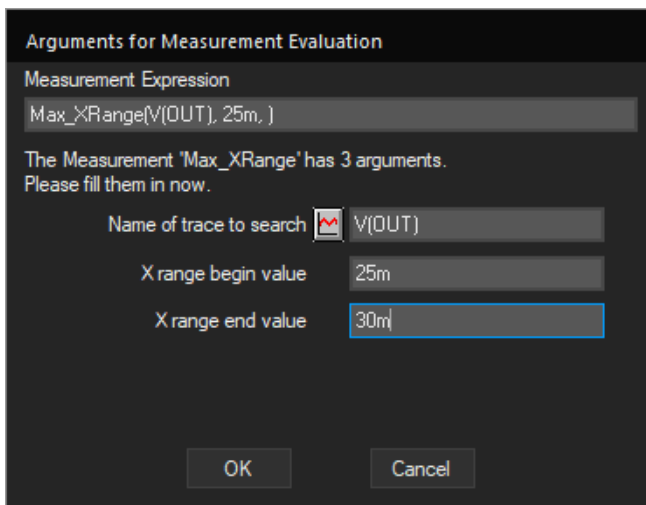 Arguments for Measurement Evaluation
Measurement Expression
Max_XRange(V(OUT), 25m, )
The Measurement 'Max_XRange' has 3 arguments.
Please fill them in now.
Name of trace to search V(OUT)
X range begin value 25m
X range end value 30m
OK Cancel